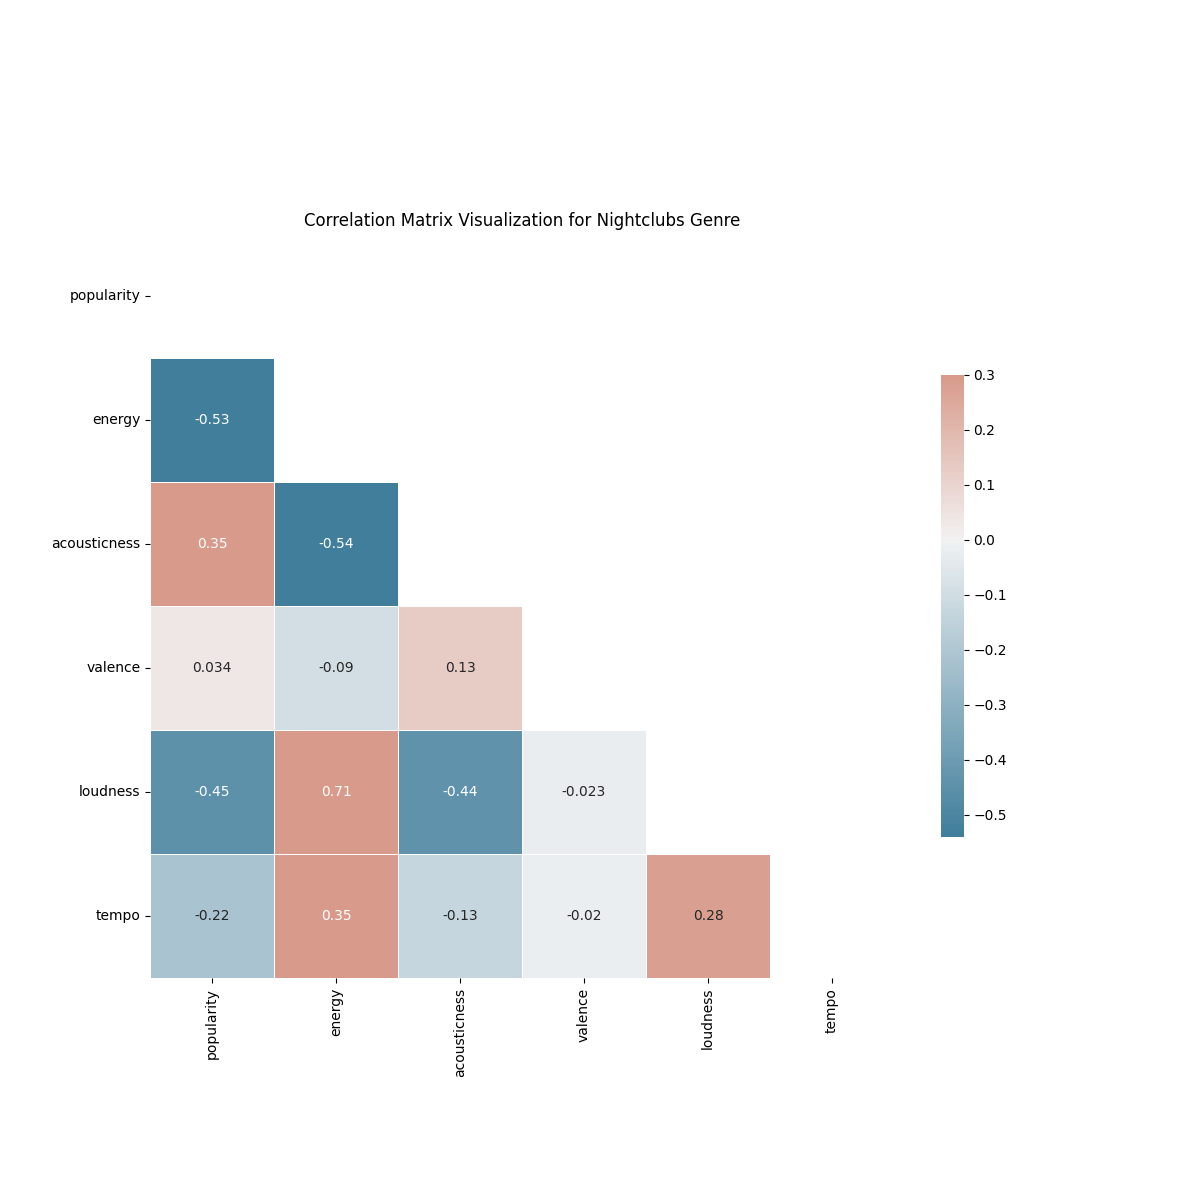 Correlation Matrix Visualization for Nightclubs Genre
popularity
energy
-0.53
acousticness
0.35 -0.54
valence
0.034 -0.09 0.13
loudness
-0.45 0.71 -0.44 -0.023
tempo
-0.22 0.35 -0.13 -0.02 0.28
popularity
energy
acousticness
valence
loudness
tempo
0.3
0.2
0.1
0.0
−0.1
−0.2
−0.3
−0.4
−0.5